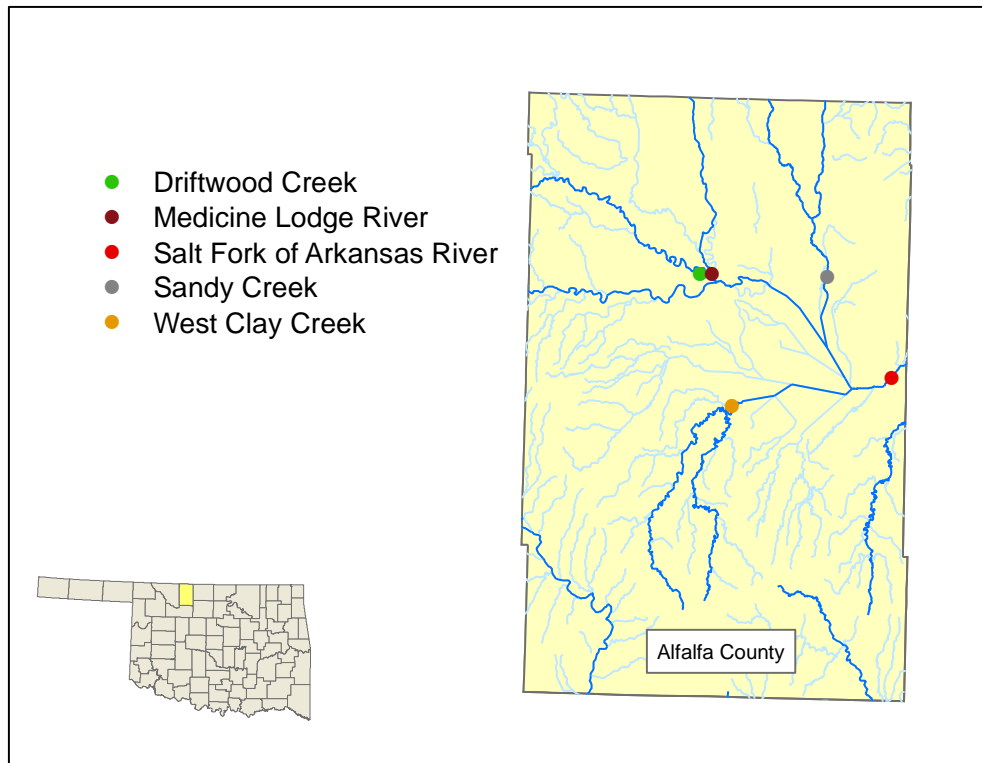 Driftwood Creek
Medicine Lodge River
Salt Fork of Arkansas River
Sandy Creek
West Clay Creek
Alfalfa County